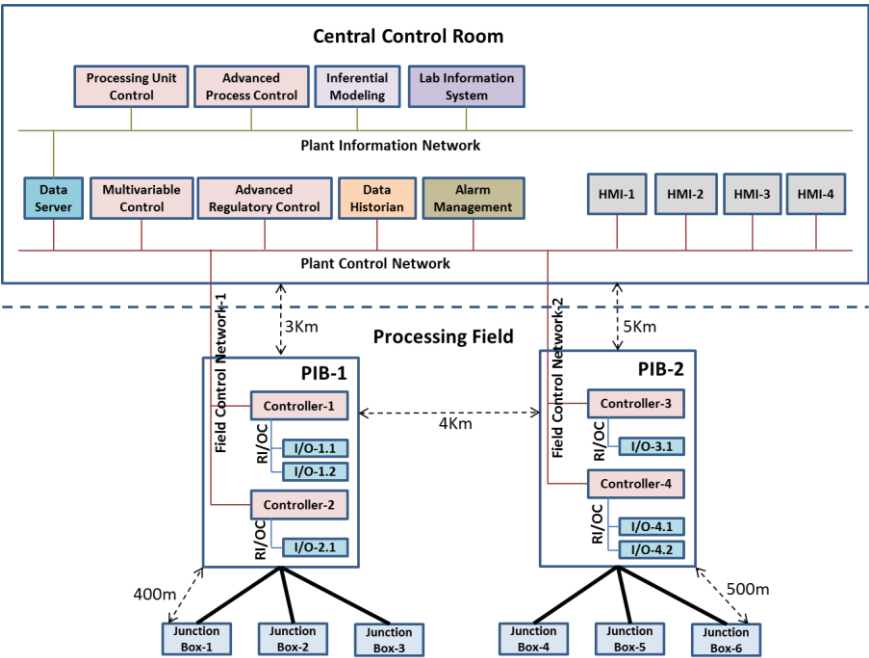 Central Control Room
Processing Unit
Control
Advanced
Process Control
Inferential
Modeling
Lab Information
System
Plant Information Network
Data
Server
Multivariable
Control
Advanced
Regulatory Control
Data
Historian
Alarm
Management
HMI-1
HMI-2
HMI-3
HMI-4
Plant Control Network
Field Control Network-1
3Km
Processing Field
Field Control Network-2
5Km
PIB-1
Controller-1
RI/OC
I/O-1.1
I/O-1.2
Controller-2
RI/OC
I/O-2.1
4Km
PIB-2
Controller-3
RI/OC
I/O-3.1
Controller-4
RI/OC
I/O-4.1
I/O-4.2
400m
500m
Junction
Box-1
Junction
Box-2
Junction
Box-3
Junction
Box-4
Junction
Box-5
Junction
Box-6